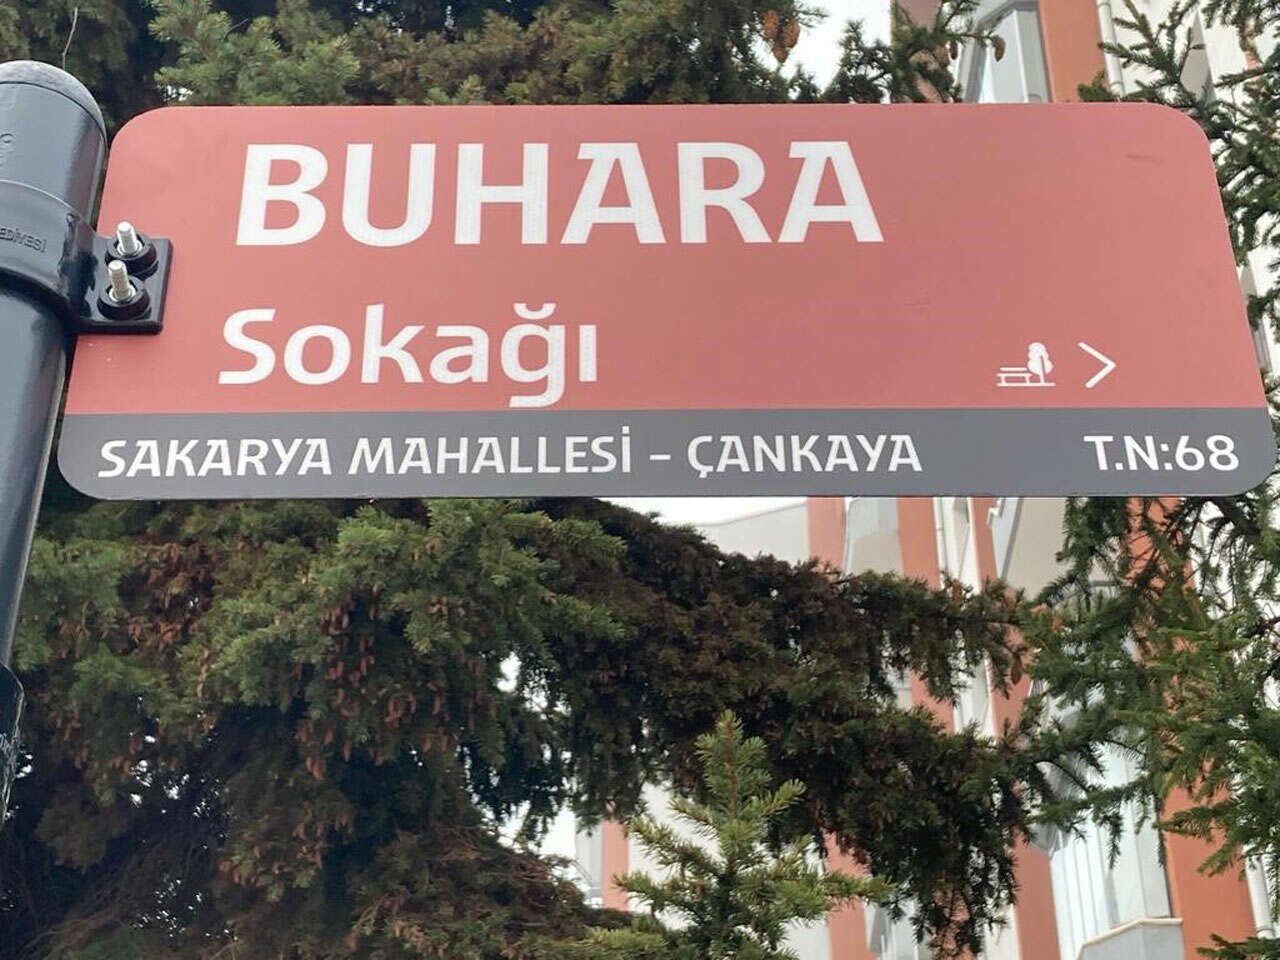 BUHARA
Sokağı
SAKARYA MAHALLESİ - ÇANKAYA T.N:68